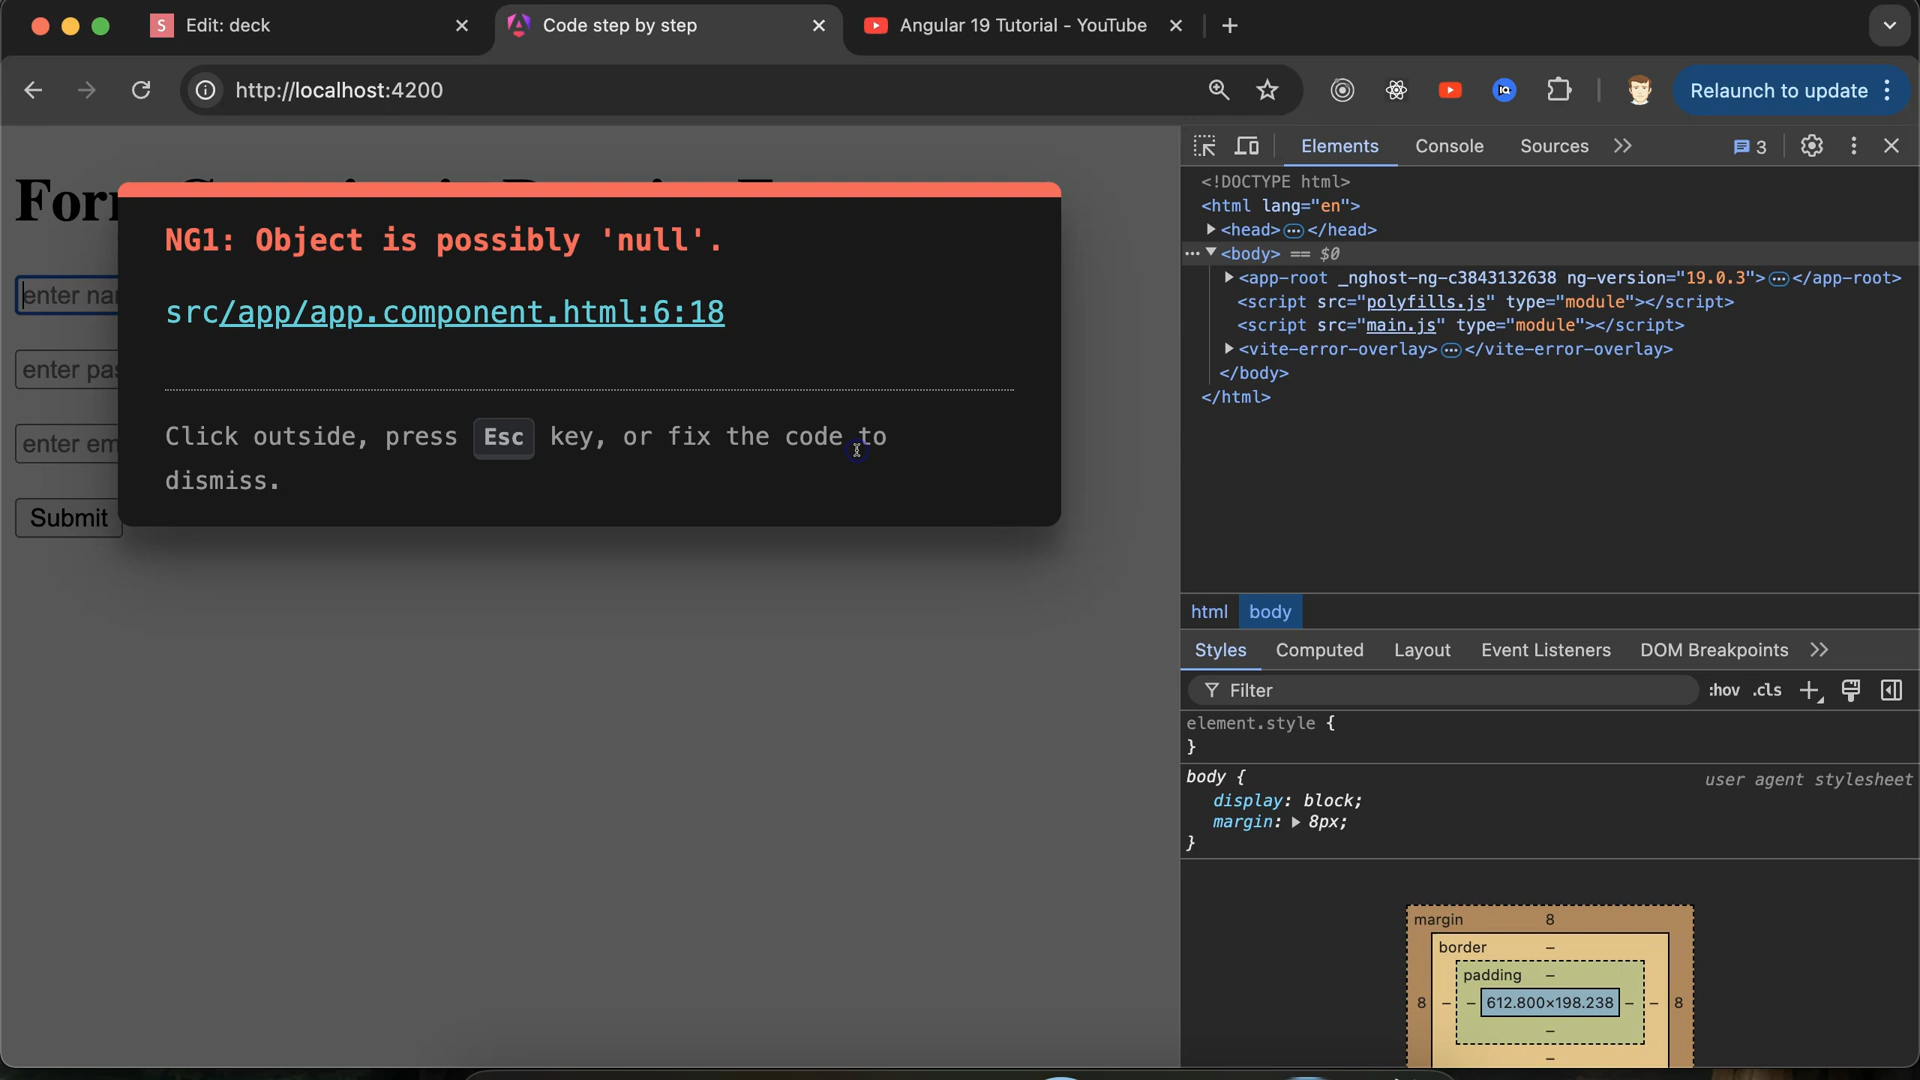 S Edit: deck
Code step by step
Angular 19 Tutorial - YouTube
http://localhost:4200
IQ
Relaunch to update
NG1: Object is possibly 'null'.
src/app/app.component.html:6:18
Click outside, press Esc key, or fix the code to
dismiss.
enter
enter
enter
Submit
Elements Console Sources
3
<!DOCTYPE html>
<html lang="en">
<head>…</head>
… <body> == $0
<app-root _nghost-ng-c3843132638 ng-version="19.0.3">…</app-root>
<script src="polyfills.js" type="module"></script>
<script src="main.js" type="module"></script>
<vite-error-overlay>…</vite-error-overlay>
</body>
</html>
html body
Styles Computed Layout Event Listeners DOM Breakpoints
Filter
:hov .cls
element.style {
}
body {
user agent stylesheet
display: block;
margin: 8px;
}
margin 8
border –
padding –
8 – – 612.800×198.238 – – 8
–
–